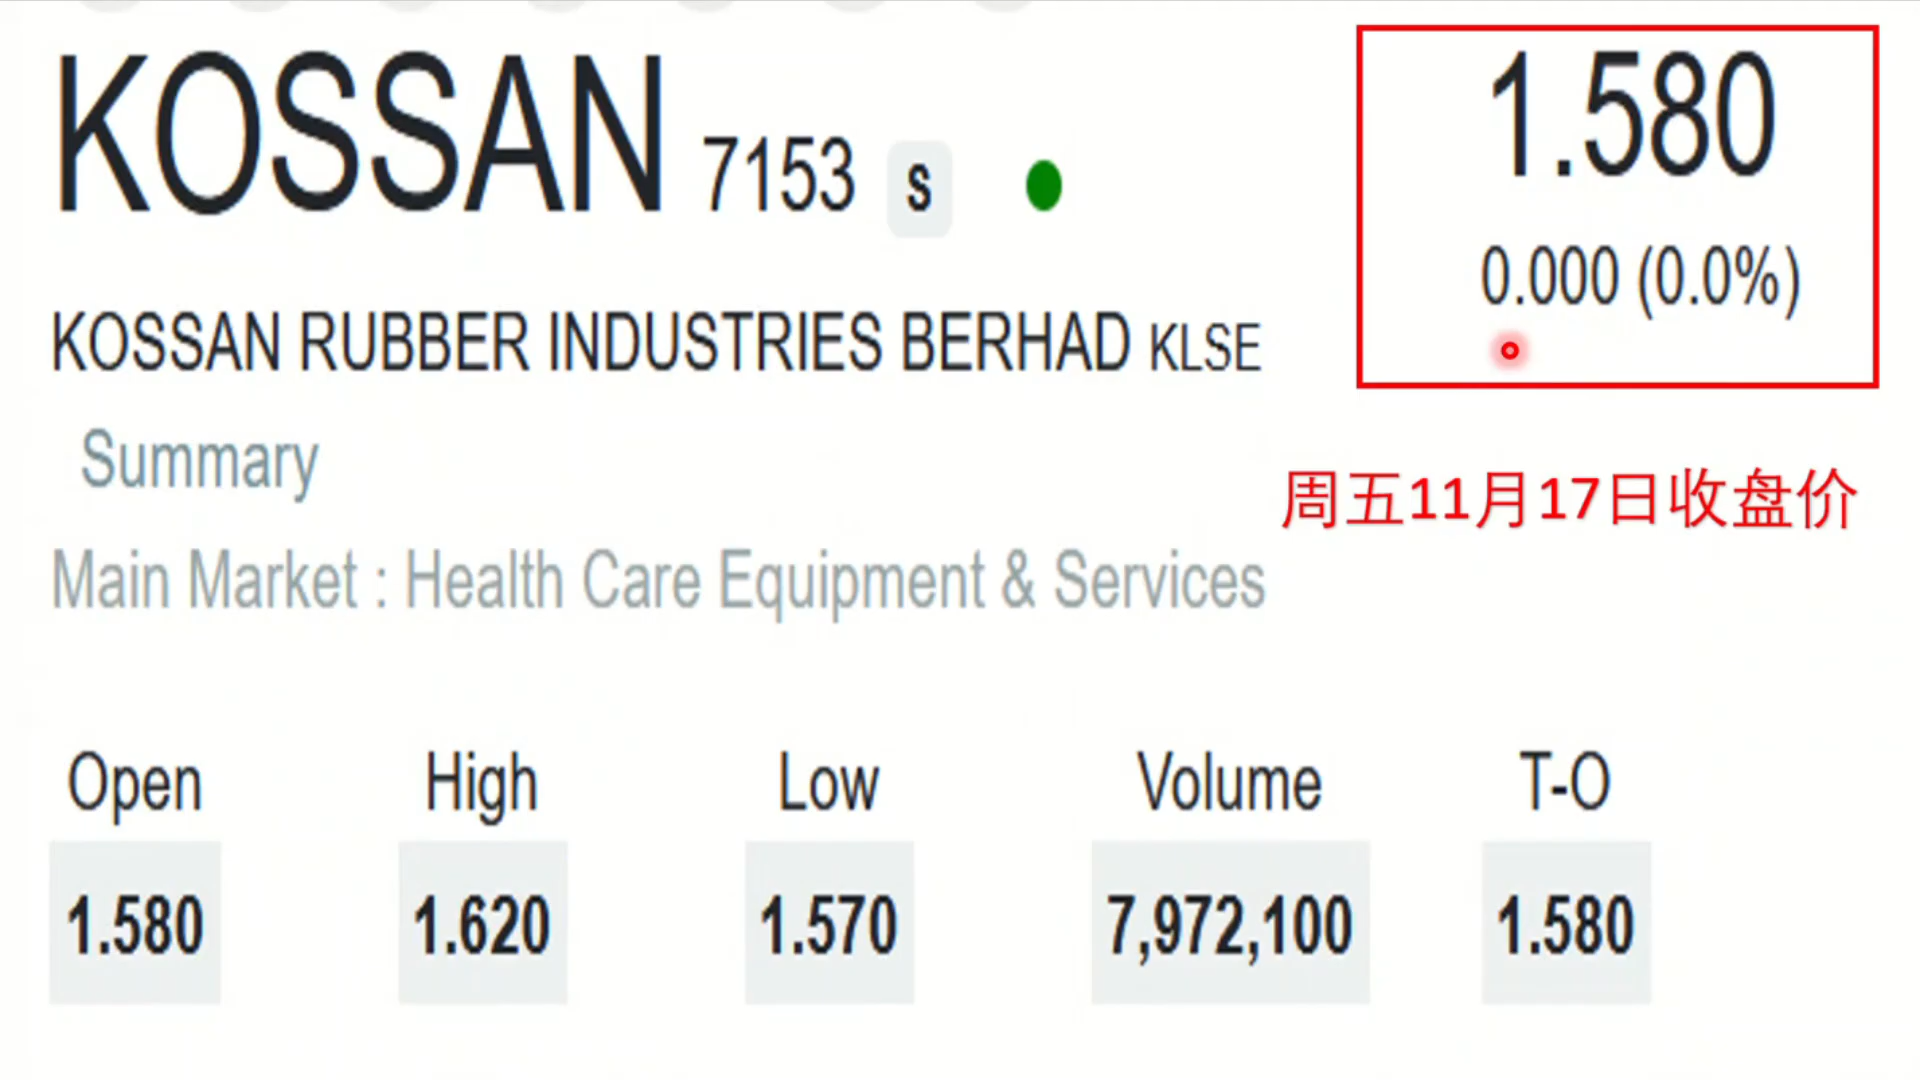 KOSSAN 7153 s
1.580
0.000 (0.0%)
KOSSAN RUBBER INDUSTRIES BERHAD KLSE
Summary
周五11月17日收盘价
Main Market : Health Care Equipment & Services
Open High Low Volume T-O
1.580 1.620 1.570 7,972,100 1.580